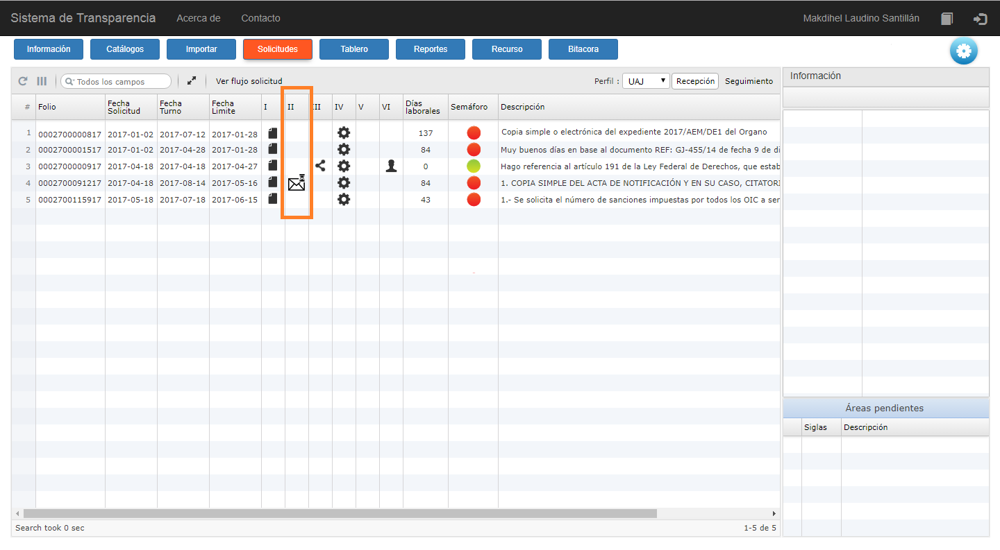 Sistema de Transparencia Acerca de Contacto Makdihel Laudino Santillán
Información Catálogos Importar Solicitudes Tablero Reportes Recurso Bitacora
Todos los campos Ver flujo solicitud Perfil : UAJ Recepción Seguimiento
Información
# Folio Fecha Solicitud Fecha Turno Fecha Limite I II III IV V VI Días laborales Semáforo Descripción
1 0002700000817 2017-01-02 2017-07-12 2017-01-28 137 Copia simple o electrónica del expediente 2017/AEM/DE1 del Organo
2 0002700001517 2017-01-02 2017-04-28 2017-01-28 84 Muy buenos días en base al documento REF: GJ-455/14 de fecha 9 de di
3 0002700000917 2017-04-18 2017-04-18 2017-04-27 0 Hago referencia al artículo 191 de la Ley Federal de Derechos, que estab
4 0002700091217 2017-04-18 2017-08-14 2017-05-16 84 1. COPIA SIMPLE DEL ACTA DE NOTIFICACIÓN Y EN SU CASO, CITATORI
5 0002700115917 2017-05-18 2017-07-18 2017-06-15 43 1.- Se solicita el número de sanciones impuestas por todos los OIC a ser
Áreas pendientes
Siglas Descripción
Search took 0 sec 1-5 de 5